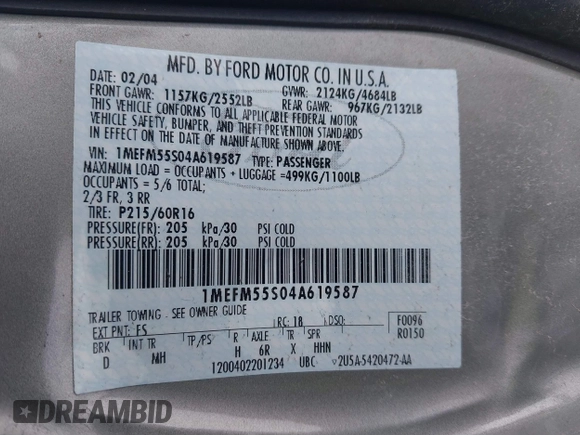 MFD. BY FORD MOTOR CO. IN U.S.A.
DATE: 02/04 GVWR: 2124KG/4684LB
FRONT GAWR: 1157KG/2552LB REAR GAWR: 967KG/2132LB
THIS VEHICLE CONFORMS TO ALL APPLICABLE FEDERAL MOTOR
VEHICLE SAFETY, BUMPER, AND THEFT PREVENTION STANDARDS
IN EFFECT ON THE DATE OF MANUFACTURE SHOWN ABOVE.
VIN: 1MEFM55S04A619587 TYPE: PASSENGER
MAXIMUM LOAD = OCCUPANTS + LUGGAGE =499KG/1100LB
OCCUPANTS = 5/6 TOTAL;
2/3 FR, 3 RR
TIRE: P215/60R16
PRESSURE(FR): 205 kPa/30 PSI COLD
PRESSURE(RR): 205 kPa/30 PSI COLD
1MEFM55S04A619587
TRAILER TOWING - SEE OWNER GUIDE
EXT PNT: FS RC: 18 F0096
BRK INT TR TP/PS R AXLE TR SPR R0150
D MH H 6R X HHN
1200402201234 UBC 2U5A-5420472-AA
DREAMBID